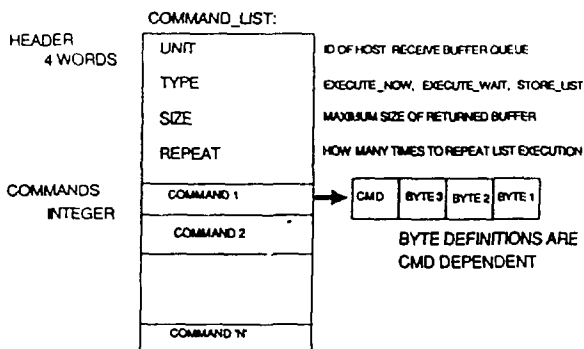 COMMAND_LIST:
HEADER
4 WORDS
UNIT
ID OF HOST RECEIVE BUFFER QUEUE
TYPE
EXECUTE_NOW, EXECUTE_WAIT, STORE_LIST
SIZE
MAXIMUM SIZE OF RETURNED BUFFER
REPEAT
HOW MANY TIMES TO REPEAT LIST EXECUTION
COMMANDS
INTEGER
COMMAND 1
CMD
BYTE 3
BYTE 2
BYTE 1
COMMAND 2
BYTE DEFINITIONS ARE
CMD DEPENDENT
COMMAND 'N'